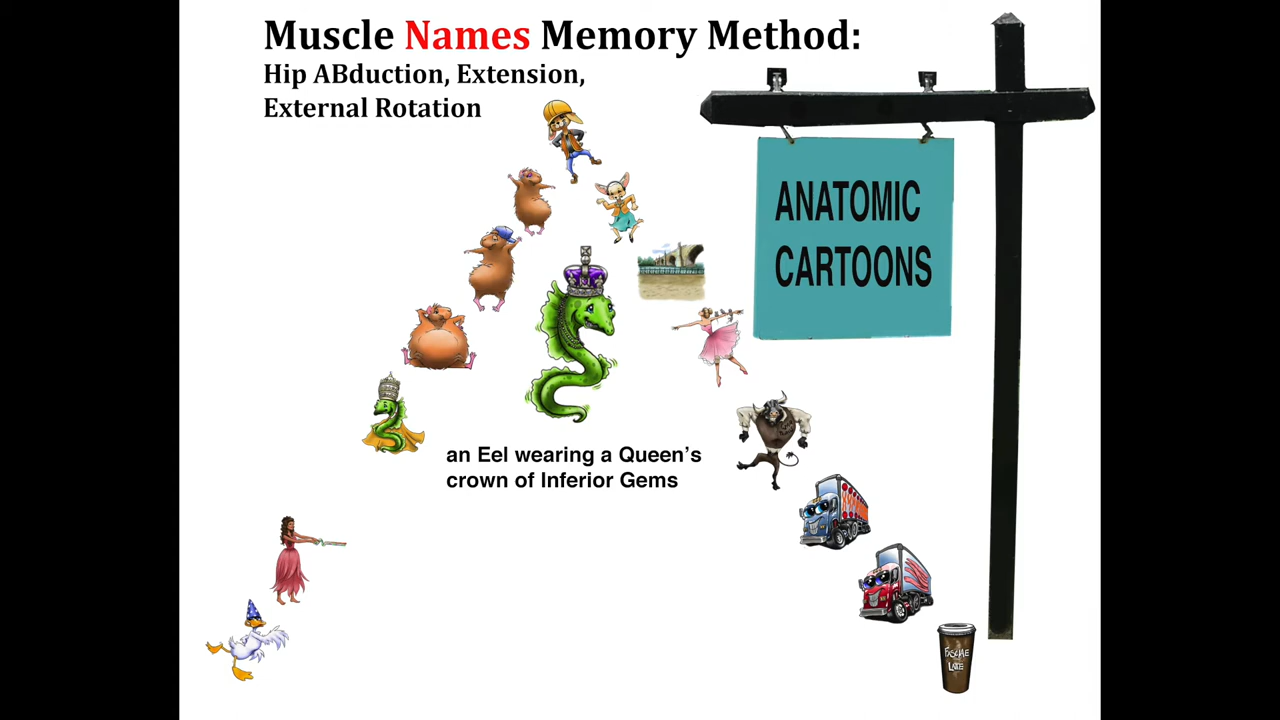 Muscle Names Memory Method:
Hip ABduction, Extension,
External Rotation
ANATOMIC
CARTOONS
an Eel wearing a Queen's
crown of Inferior Gems
LATE